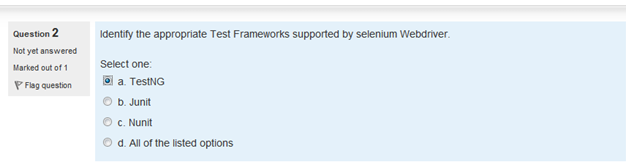 Question 2
Not yet answered
Marked out of 1
Flag question
Identify the appropriate Test Frameworks supported by selenium Webdriver.
Select one:
a. TestNG
b. Junit
c. Nunit
d. All of the listed options